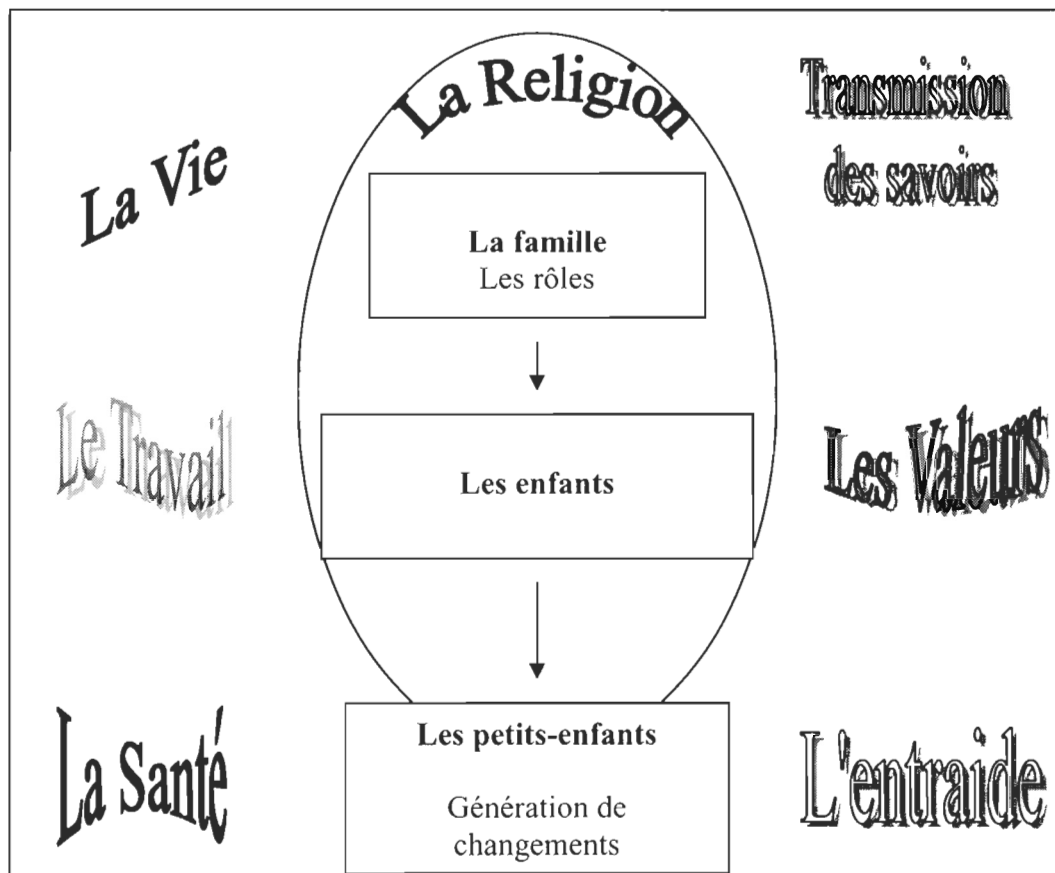 La Religion
Transmission
des savoirs
La Vie
La famille
Les rôles
Le Travail
Les enfants
Les Valeurs
La Santé
Les petits-enfants
Génération de
changements
L'entraide